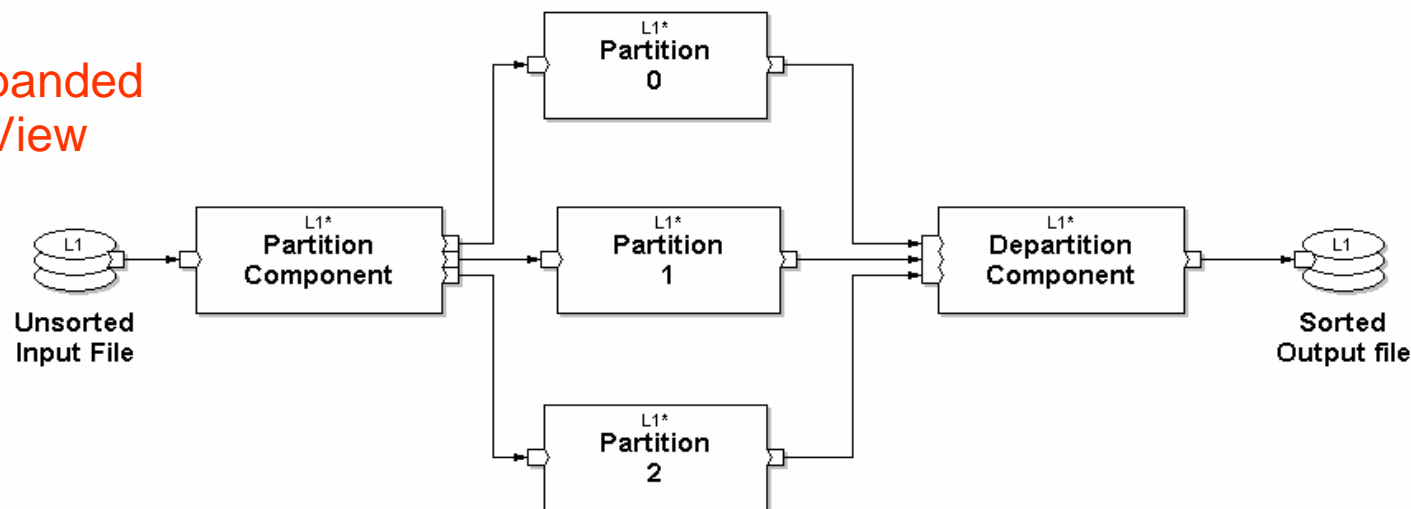 panded
View
L1*
Partition
0
L1
Unsorted
Input File
L1*
Partition
Component
L1*
Partition
1
L1*
Departition
Component
L1
Sorted
Output file
L1*
Partition
2